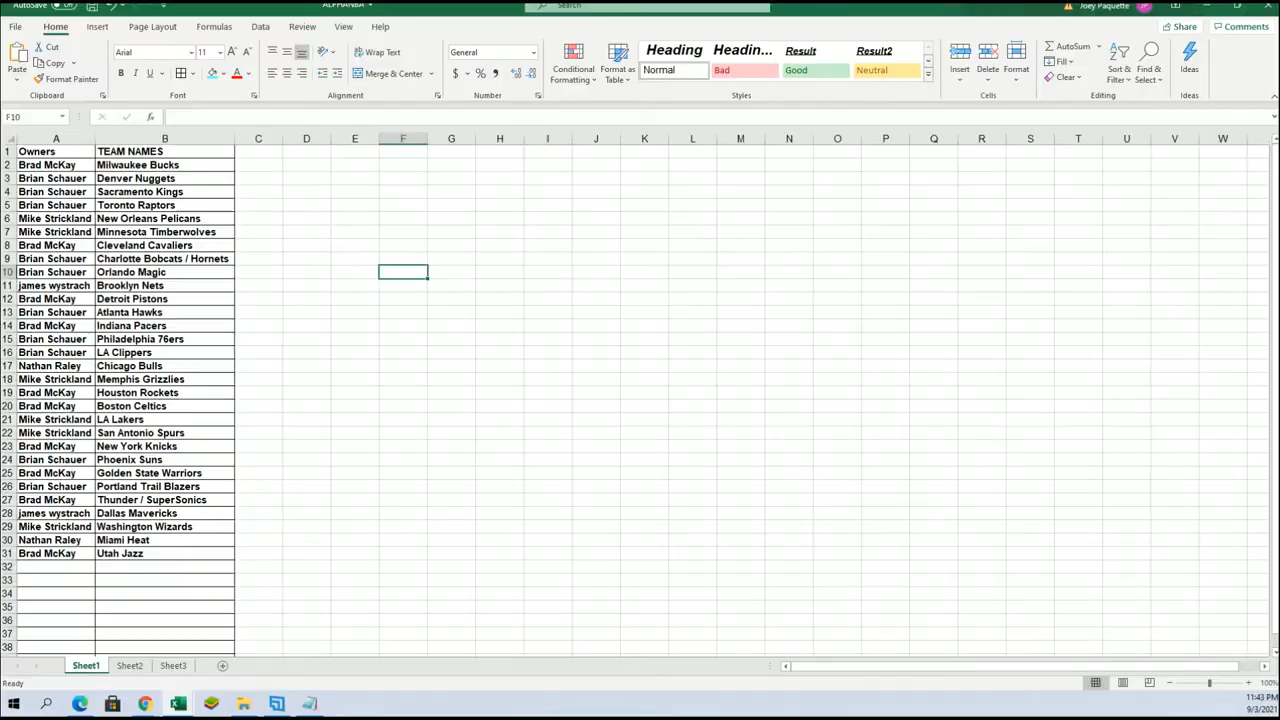 AutoSave Off ALPHANBA Search Joey Paquette JP
File Home Insert Page Layout Formulas Data Review View Help Share Comments
Paste Cut Copy Format Painter Clipboard
Arial 11 B I U Font
Wrap Text Merge & Center Alignment
General $ % Number
Conditional Formatting Format as Table
Heading Headin... Result Result2
Normal Bad Good Neutral
Styles
Insert Delete Format Cells
AutoSum Fill Clear Sort & Filter Find & Select Editing
Ideas Ideas
F10 fx
A B C D E F G H I J K L M N O P Q R S T U V W
1 Owners TEAM NAMES
2 Brad McKay Milwaukee Bucks
3 Brian Schauer Denver Nuggets
4 Brian Schauer Sacramento Kings
5 Brian Schauer Toronto Raptors
6 Mike Strickland New Orleans Pelicans
7 Mike Strickland Minnesota Timberwolves
8 Brad McKay Cleveland Cavaliers
9 Brian Schauer Charlotte Bobcats / Hornets
10 Brian Schauer Orlando Magic
11 james wystrach Brooklyn Nets
12 Brad McKay Detroit Pistons
13 Brian Schauer Atlanta Hawks
14 Brad McKay Indiana Pacers
15 Brian Schauer Philadelphia 76ers
16 Brian Schauer LA Clippers
17 Nathan Raley Chicago Bulls
18 Mike Strickland Memphis Grizzlies
19 Brad McKay Houston Rockets
20 Brad McKay Boston Celtics
21 Mike Strickland LA Lakers
22 Mike Strickland San Antonio Spurs
23 Brad McKay New York Knicks
24 Brian Schauer Phoenix Suns
25 Brad McKay Golden State Warriors
26 Brian Schauer Portland Trail Blazers
27 Brad McKay Thunder / SuperSonics
28 james wystrach Dallas Mavericks
29 Mike Strickland Washington Wizards
30 Nathan Raley Miami Heat
31 Brad McKay Utah Jazz
32
33
34
35
36
37
38
Sheet1 Sheet2 Sheet3
Ready 100%
11:43 PM
9/3/2021